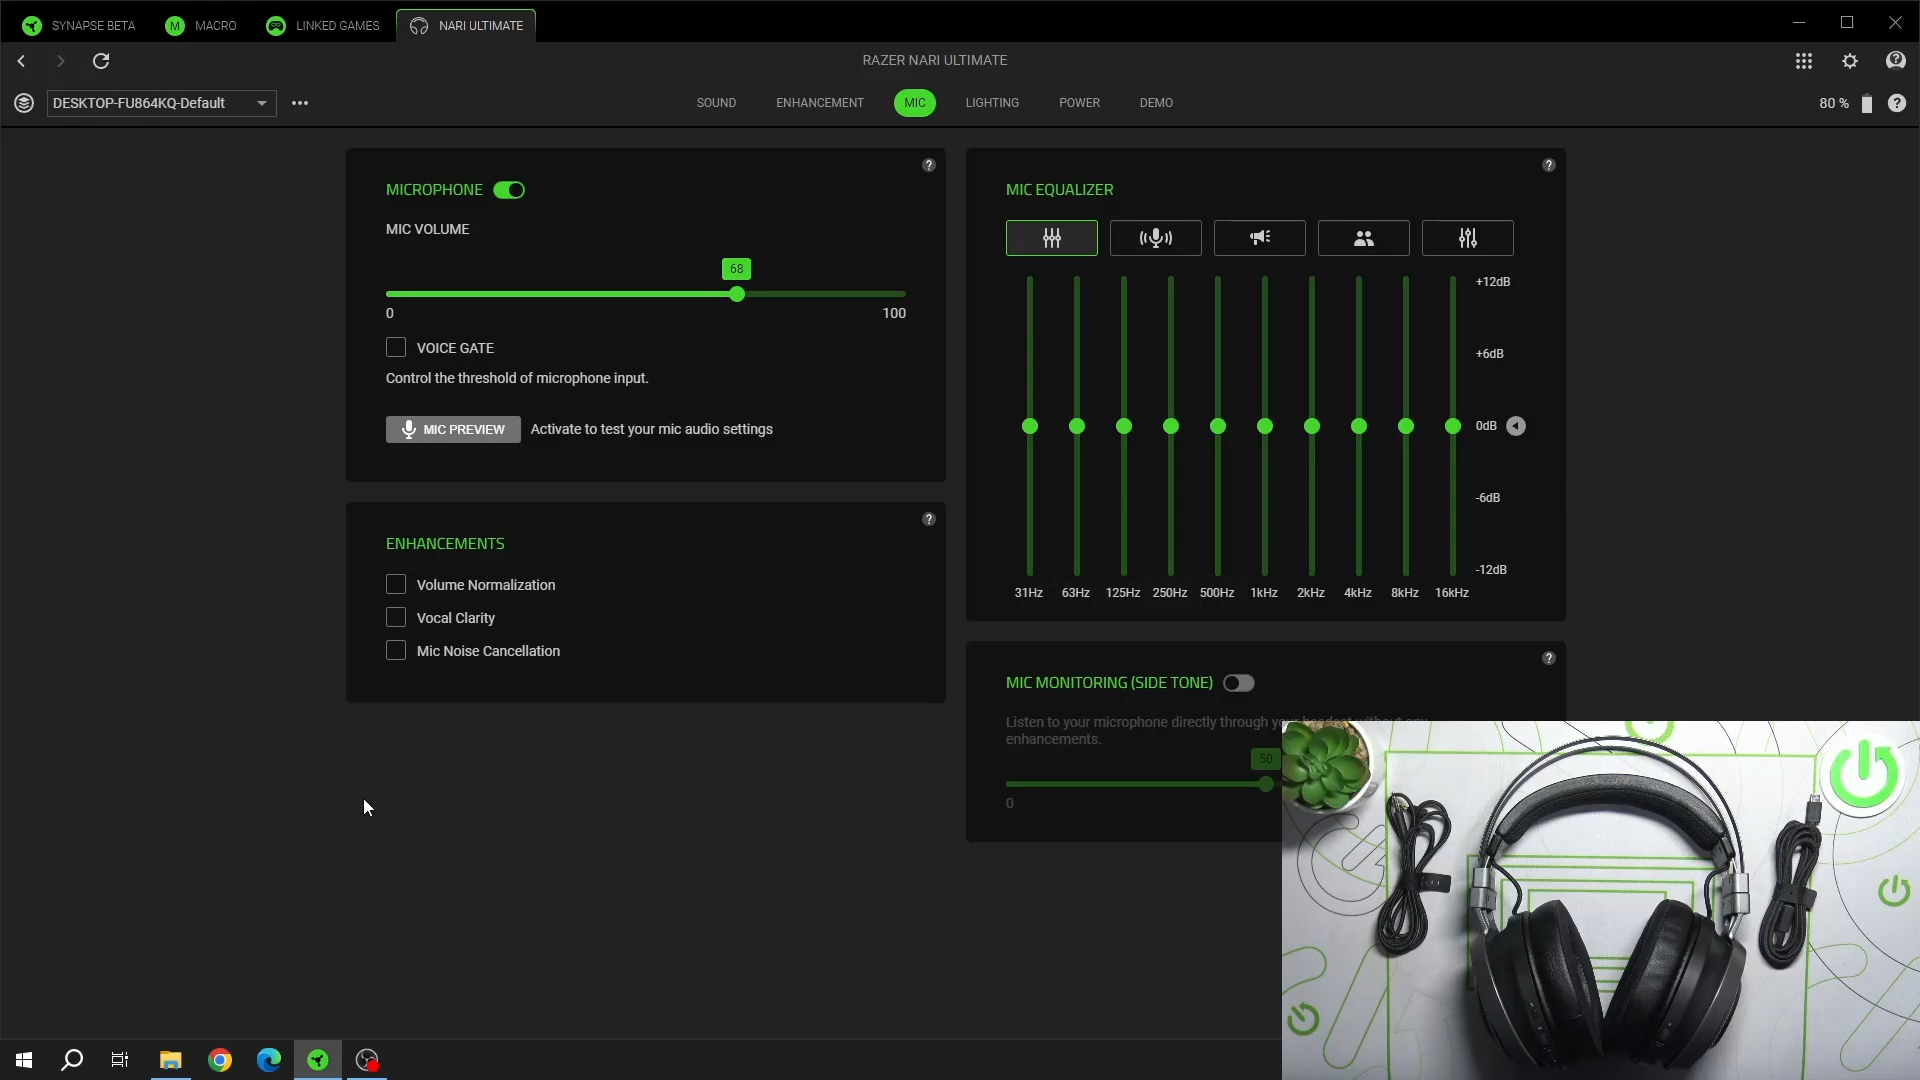 SYNAPSE BETA
MACRO
LINKED GAMES
NARI ULTIMATE
RAZER NARI ULTIMATE
DESKTOP-FU864KQ-Default
SOUND
ENHANCEMENT
MIC
LIGHTING
POWER
DEMO
80 %
MICROPHONE
MIC VOLUME
68
0
100
VOICE GATE
Control the threshold of microphone input.
MIC PREVIEW
Activate to test your mic audio settings
ENHANCEMENTS
Volume Normalization
Vocal Clarity
Mic Noise Cancellation
MIC EQUALIZER
+12dB
+6dB
0dB
-6dB
-12dB
31Hz 63Hz 125Hz 250Hz 500Hz 1kHz 2kHz 4kHz 8kHz 16kHz
MIC MONITORING (SIDE TONE)
Listen to your microphone directly through your headset without any
enhancements.
50
0